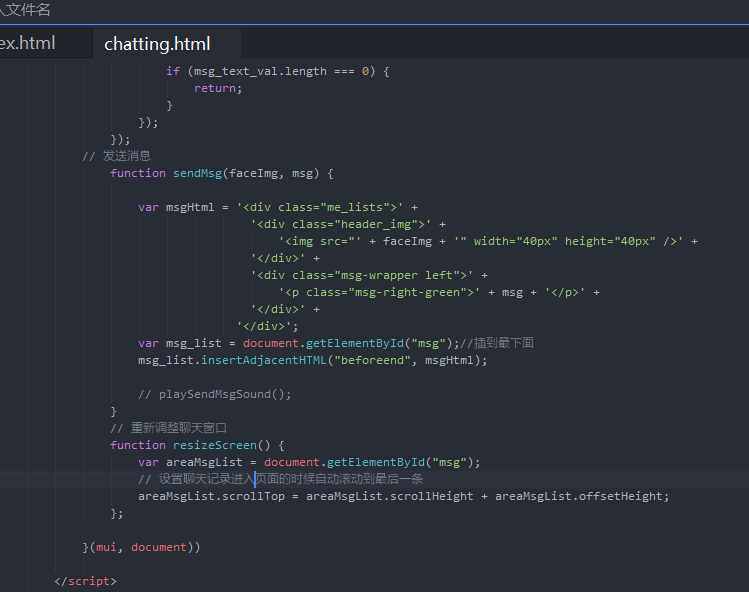 入文件名
ex.html chatting.html
if (msg_text_val.length === 0) {
return;
}
});
});
// 发送消息
function sendMsg(faceImg, msg) {
var msgHtml = '<div class="me_lists">' +
'<div class="header_img">' +
'<img src="' + faceImg + '" width="40px" height="40px" />' +
'</div>' +
'<div class="msg-wrapper left">' +
'<p class="msg-right-green">' + msg + '</p>' +
'</div>' +
'</div>';
var msg_list = document.getElementById("msg");//插到最下面
msg_list.insertAdjacentHTML("beforeend", msgHtml);
// playSendMsgSound();
}
// 重新调整聊天窗口
function resizeScreen() {
var areaMsgList = document.getElementById("msg");
// 设置聊天记录进入页面的时候自动滚动到最后一条
areaMsgList.scrollTop = areaMsgList.scrollHeight + areaMsgList.offsetHeight;
};
}(mui, document))
</script>